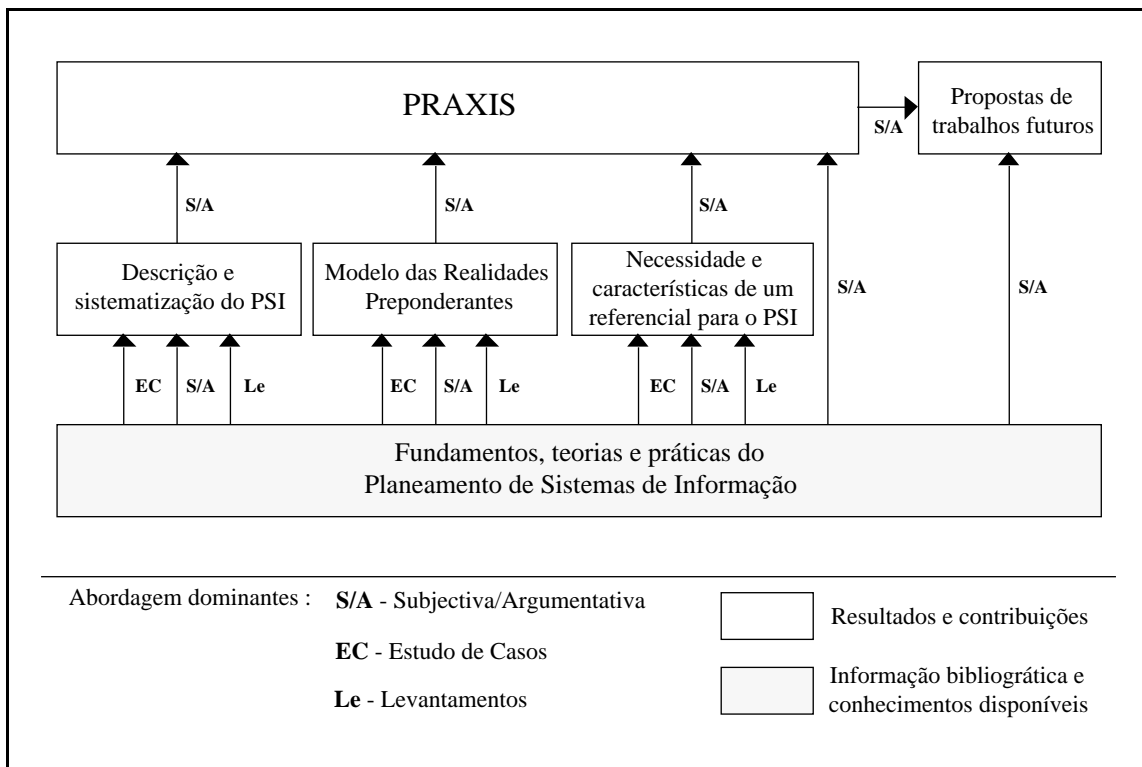 PRAXIS
Propostas de
trabalhos futuros
S/A
S/A
S/A
S/A
Descrição e
sistematização do PSI
Modelo das Realidades
Preponderantes
Necessidade e
características de um
referencial para o PSI
S/A
S/A
EC
S/A
Le
EC
S/A
Le
EC
S/A
Le
Fundamentos, teorias e práticas do
Planeamento de Sistemas de Informação
Abordagem dominantes :
S/A - Subjectiva/Argumentativa
EC - Estudo de Casos
Le - Levantamentos
Resultados e contribuições
Informação bibligrática e
conhecimentos disponíveis